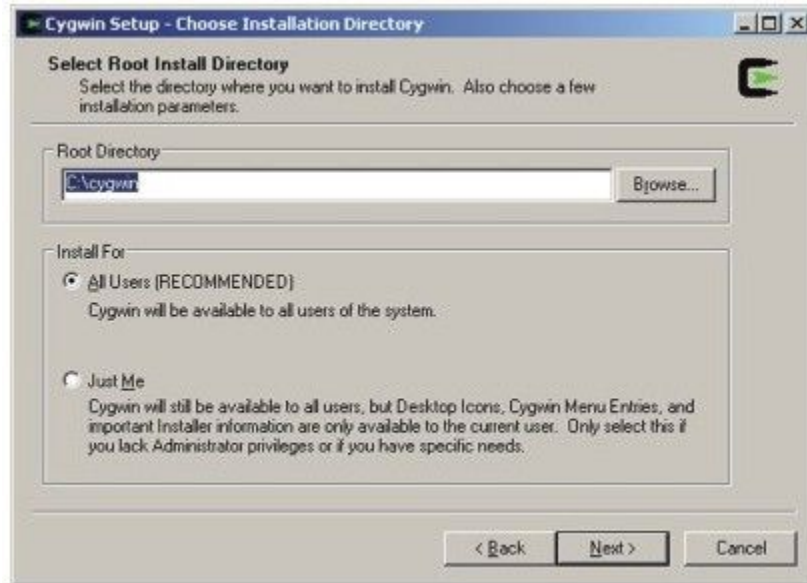 Cygwin Setup - Choose Installation Directory
Select Root Install Directory
Select the directory where you want to install Cygwin. Also choose a few
installation parameters.
Root Directory
C:\cygwin
Browse...
Install For
All Users (RECOMMENDED)
Cygwin will be available to all users of the system.
Just Me
Cygwin will still be available to all users, but Desktop Icons, Cygwin Menu Entries, and
important Installer information are only available to the current user. Only select this if
you lack Administrator privileges or if you have specific needs.
< Back
Next >
Cancel